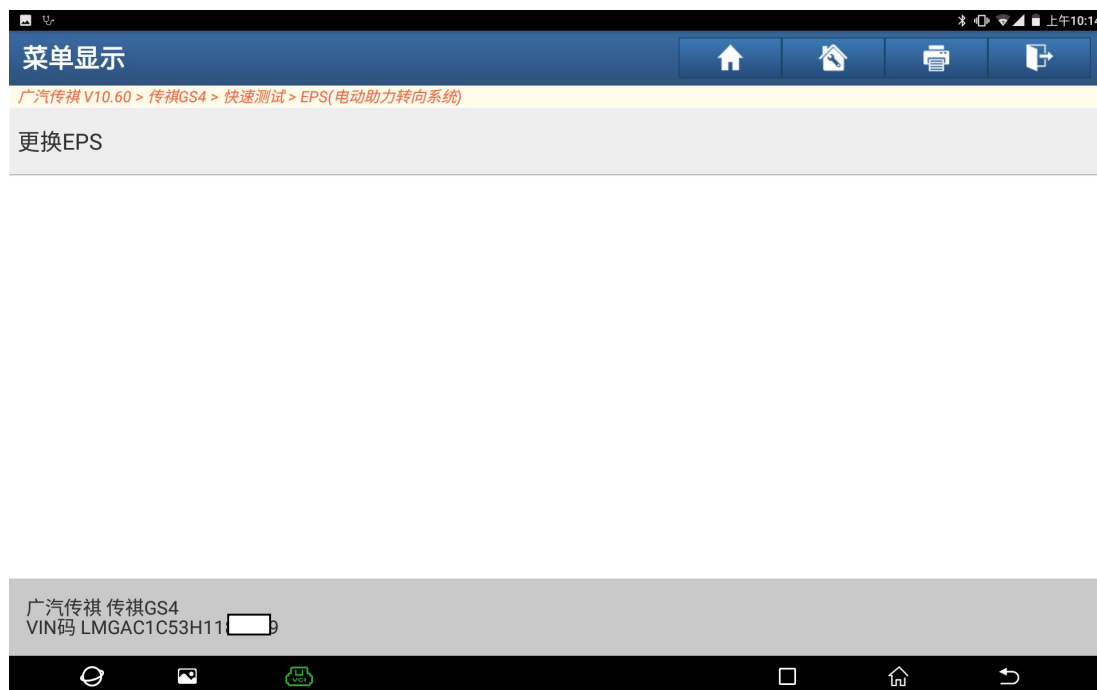 上午10:14
菜单显示
广汽传祺 V10.60 > 传祺GS4 > 快速测试 > EPS(电动助力转向系统)
更换EPS
广汽传祺 传祺GS4
VIN码 LMGAC1C53H11 9
VCI